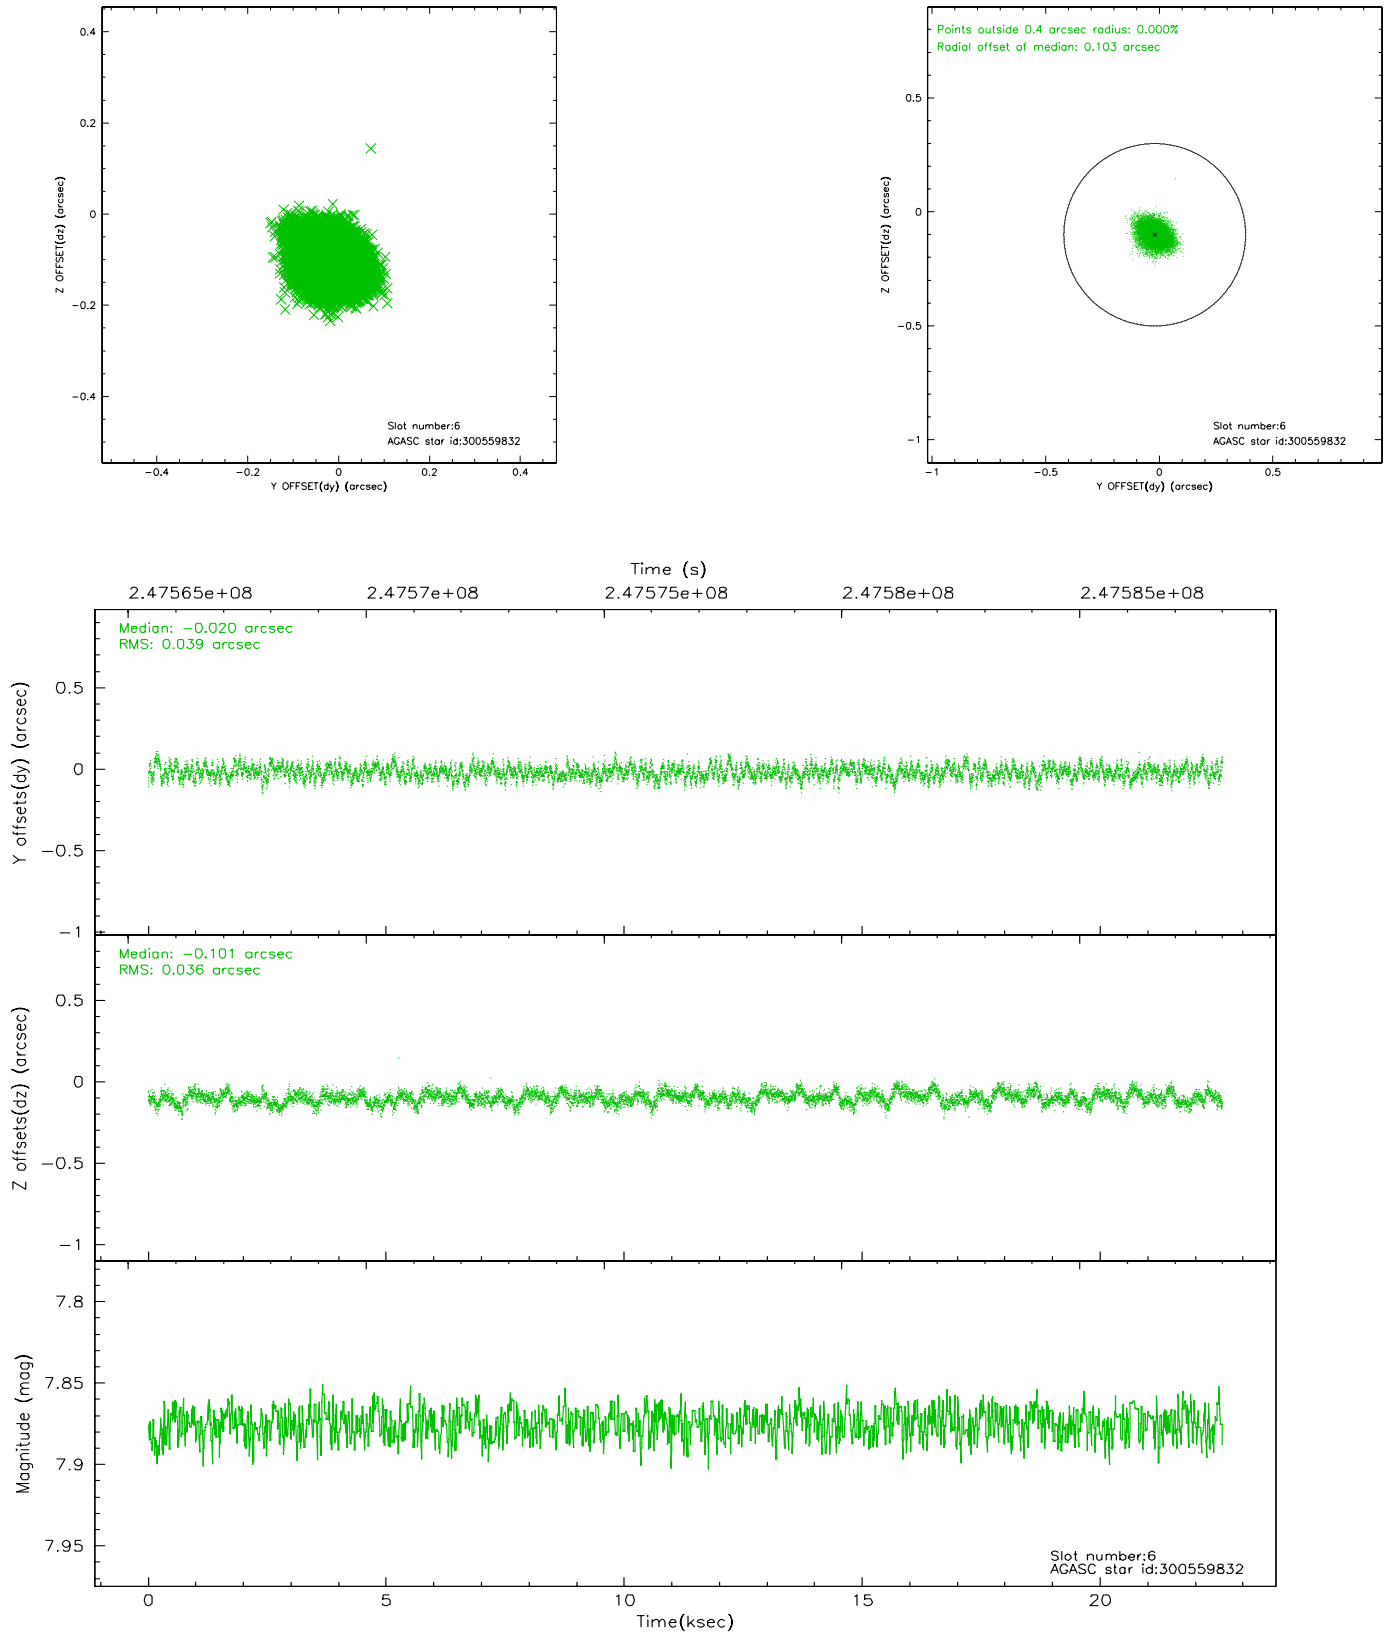 0.4
0.2
0
−0.2
−0.4
Z OFFSET(dz) (arcsec)
−0.4
−0.2
0
0.2
0.4
Y OFFSET(dy) (arcsec)
Slot number:6
AGASC star id:300559832
Points outside 0.4 arcsec radius: 0.000%
Radial offset of median: 0.103 arcsec
0.5
0
−0.5
−1
Z OFFSET(dz) (arcsec)
−1
−0.5
0
0.5
Y OFFSET(dy) (arcsec)
Slot number:6
AGASC star id:300559832
Time (s)
2.47565e+08
2.4757e+08
2.47575e+08
2.4758e+08
2.47585e+08
Median: −0.020 arcsec
RMS: 0.039 arcsec
0.5
0
−0.5
−1
Y offsets(dy) (arcsec)
Median: −0.101 arcsec
RMS: 0.036 arcsec
0.5
0
−0.5
−1
Z offsets(dz) (arcsec)
7.8
7.85
7.9
7.95
Magnitude (mag)
Slot number:6
AGASC star id:300559832
0
5
10
15
20
Time(ksec)